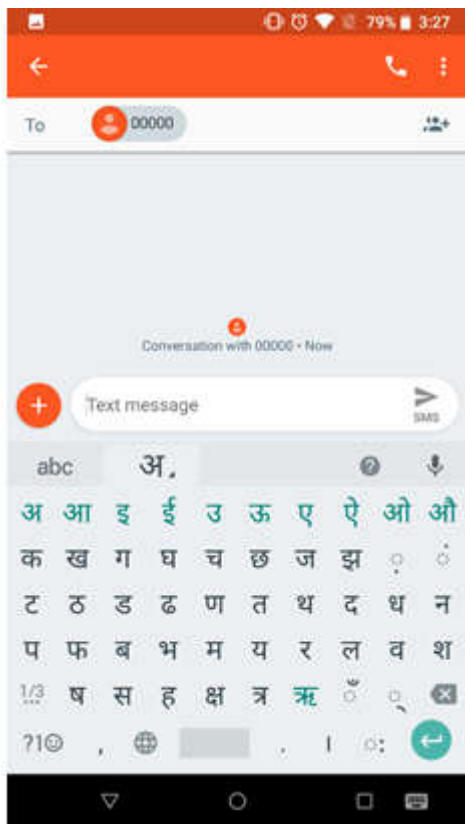 79% 3:27
To 00000
Conversation with 00000 • Now
Text message
SMS
abc अ
अ आ इ ई उ ऊ ए ऐ ओ औ
क ख ग घ च छ ज झ ़ ं
ट ठ ड ढ ण त थ द ध न
प फ ब भ म य र ल व श
1/3 ष स ह क्ष त्र ऋ ँ ्
?1☺ , . । ः